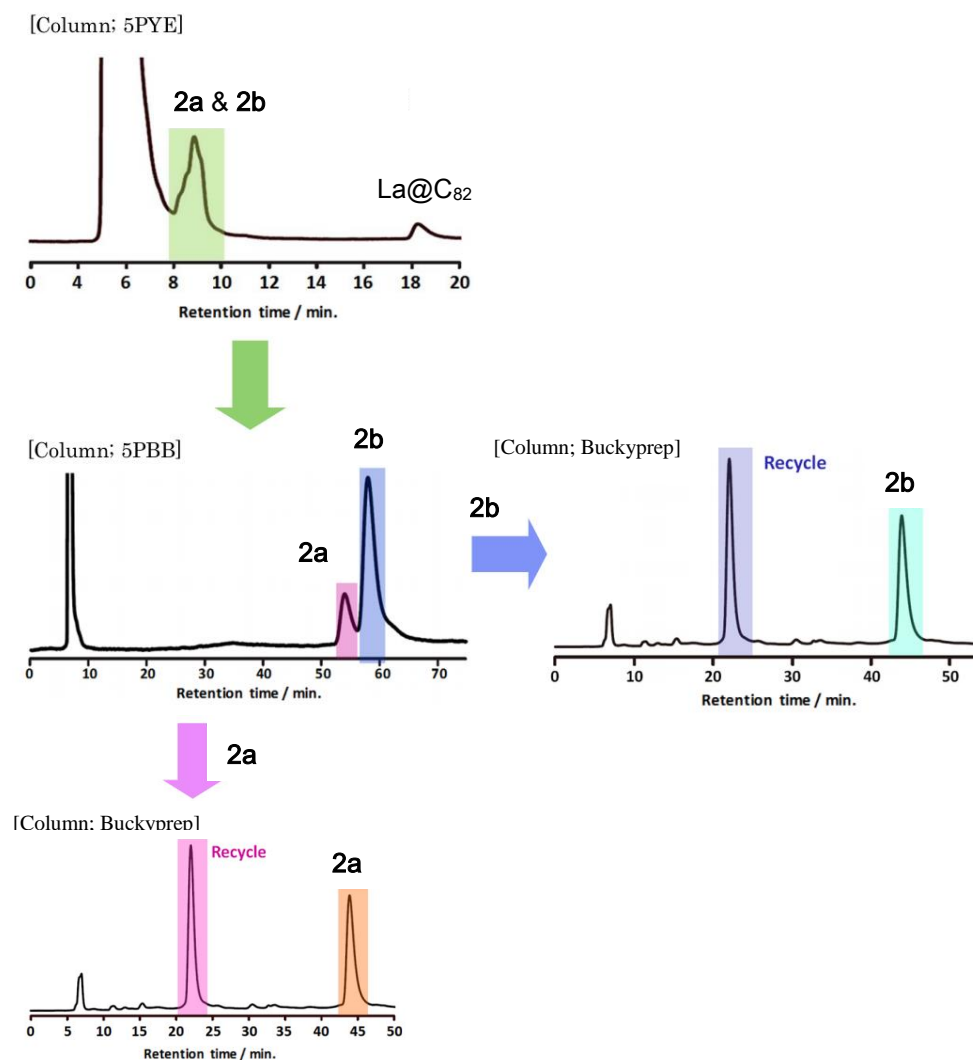 [Column; 5PYE]
2a & 2b
La@C₈₂
0 4 6 8 10 12 14 16 18 20
Retention time / min.
[Column; 5PBB]
2b
2a
0 10 20 30 40 50 60 70
Retention time / min.
2b
[Column; Buckyprep]
Recycle
2b
0 10 20 30 40 50
Retention time / min.
2a
[Column; Buckyprep]
Recycle
2a
0 5 10 15 20 25 30 35 40 45 50
Retention time / min.